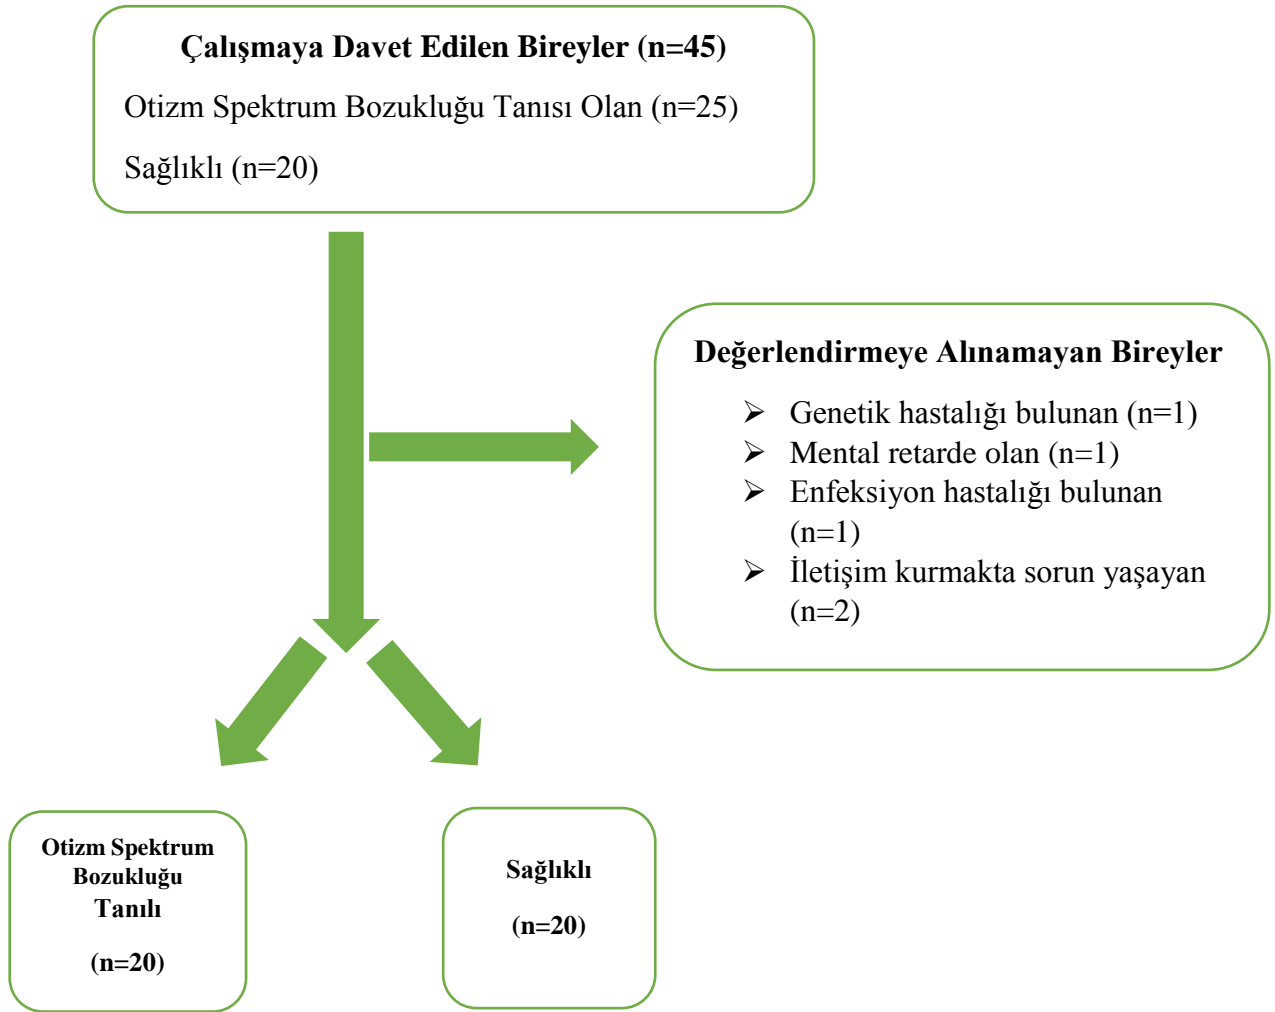 Çalışmaya Davet Edilen Bireyler (n=45)
Otizm Spektrum Bozukluğu Tanısı Olan (n=25)
Sağlıklı (n=20)
Değerlendirmeye Alınamayan Bireyler
➢ Genetik hastalığı bulunan (n=1)
➢ Mental retarde olan (n=1)
➢ Enfeksiyon hastalığı bulunan
(n=1)
➢ İletişim kurmakta sorun yaşayan
(n=2)
Otizm Spektrum
Bozukluğu
Tanılı
(n=20)
Sağlıklı
(n=20)